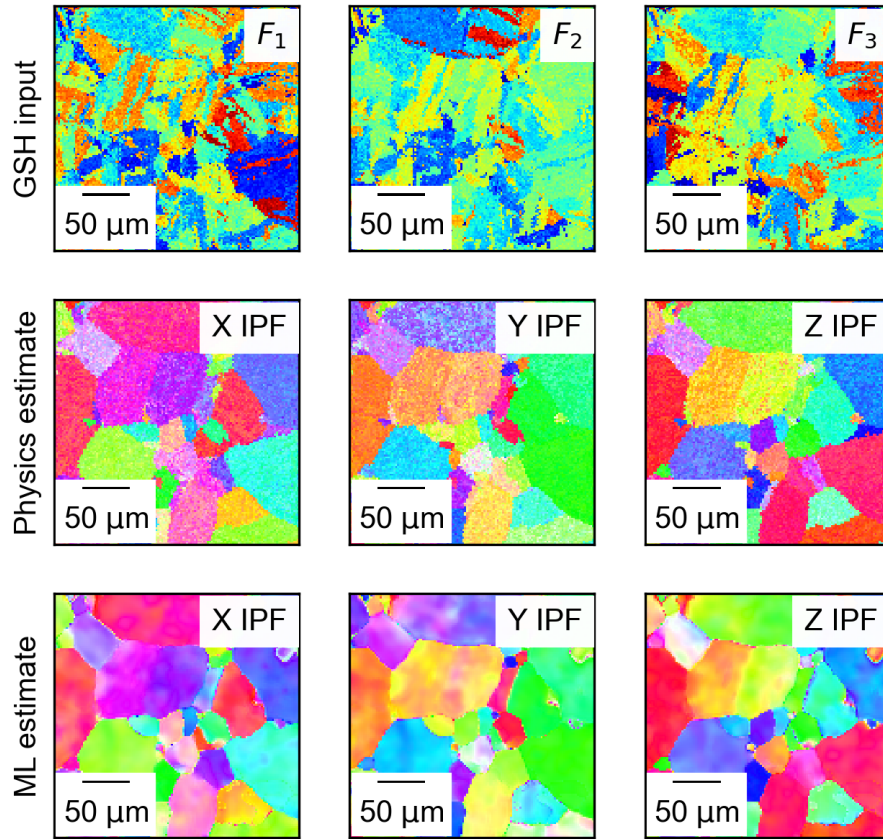 GSH input
F1
F2
F3
50 μm
50 μm
50 μm
Physics estimate
X IPF
Y IPF
Z IPF
50 μm
50 μm
50 μm
ML estimate
X IPF
Y IPF
Z IPF
50 μm
50 μm
50 μm